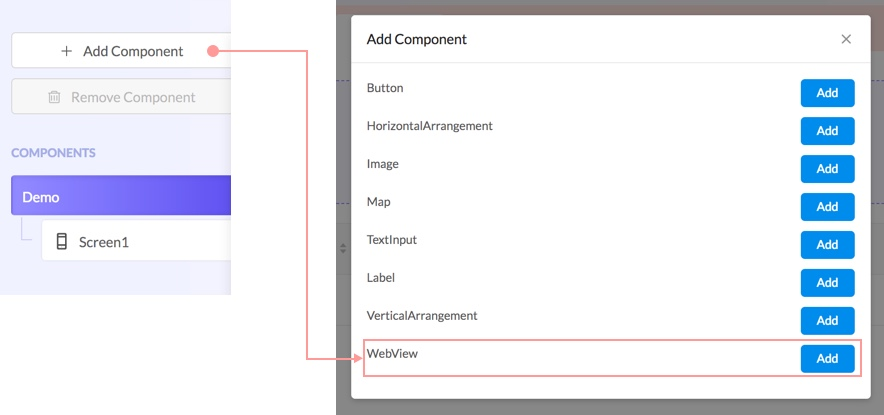 Add Component
Remove Component
COMPONENTS
Demo
Screen1
Add Component
Button Add
HorizontalArrangement Add
Image Add
Map Add
TextInput Add
Label Add
VerticalArrangement Add
WebView Add